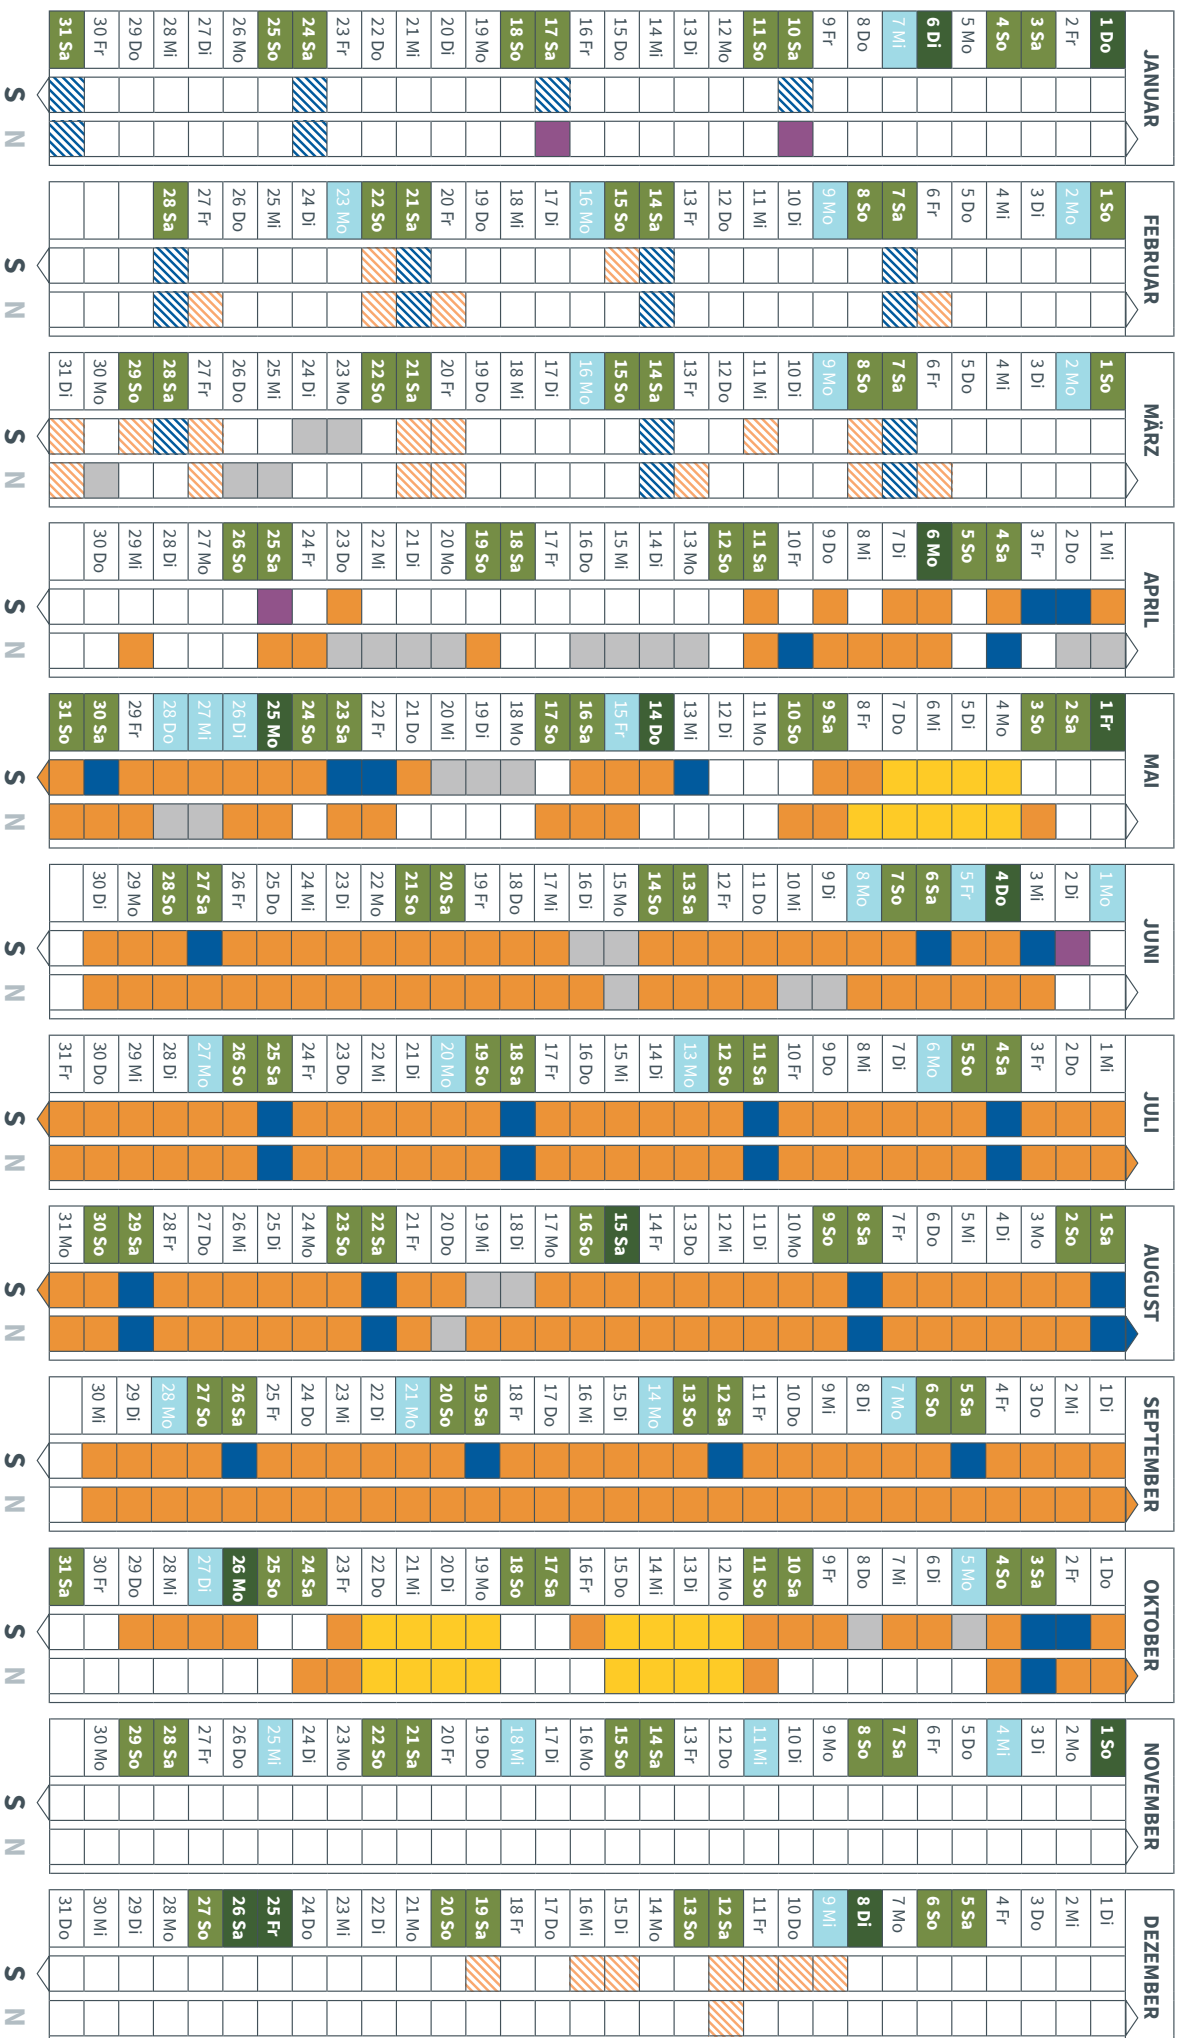 JANUAR
1 Do
2 Fr
3 Sa
4 So
5 Mo
6 Di
7 Mi
8 Do
9 Fr
10 Sa
11 So
12 Mo
13 Di
14 Mi
15 Do
16 Fr
17 Sa
18 So
19 Mo
20 Di
21 Mi
22 Do
23 Fr
24 Sa
25 So
26 Mo
27 Di
28 Mi
29 Do
30 Fr
31 Sa
S N
FEBRUAR
1 So
2 Mo
3 Di
4 Mi
5 Do
6 Fr
7 Sa
8 So
9 Mo
10 Di
11 Mi
12 Do
13 Fr
14 Sa
15 So
16 Mo
17 Di
18 Mi
19 Do
20 Fr
21 Sa
22 So
23 Mo
24 Di
25 Mi
26 Do
27 Fr
28 Sa
S N
MÄRZ
1 So
2 Mo
3 Di
4 Mi
5 Do
6 Fr
7 Sa
8 So
9 Mo
10 Di
11 Mi
12 Do
13 Fr
14 Sa
15 So
16 Mo
17 Di
18 Mi
19 Do
20 Fr
21 Sa
22 So
23 Mo
24 Di
25 Mi
26 Do
27 Fr
28 Sa
29 So
30 Mo
31 Di
S N
APRIL
1 Mi
2 Do
3 Fr
4 Sa
5 So
6 Mo
7 Di
8 Mi
9 Do
10 Fr
11 Sa
12 So
13 Mo
14 Di
15 Mi
16 Do
17 Fr
18 Sa
19 So
20 Mo
21 Di
22 Mi
23 Do
24 Fr
25 Sa
26 So
27 Mo
28 Di
29 Mi
30 Do
S N
MAI
1 Fr
2 Sa
3 So
4 Mo
5 Di
6 Mi
7 Do
8 Fr
9 Sa
10 So
11 Mo
12 Di
13 Mi
14 Do
15 Fr
16 Sa
17 So
18 Mo
19 Di
20 Mi
21 Do
22 Fr
23 Sa
24 So
25 Mo
26 Di
27 Mi
28 Do
29 Fr
30 Sa
31 So
S N
JUNI
1 Mo
2 Di
3 Mi
4 Do
5 Fr
6 Sa
7 So
8 Mo
9 Di
10 Mi
11 Do
12 Fr
13 Sa
14 So
15 Mo
16 Di
17 Mi
18 Do
19 Fr
20 Sa
21 So
22 Mo
23 Di
24 Mi
25 Do
26 Fr
27 Sa
28 So
29 Mo
30 Di
S N
JULI
1 Mi
2 Do
3 Fr
4 Sa
5 So
6 Mo
7 Di
8 Mi
9 Do
10 Fr
11 Sa
12 So
13 Mo
14 Di
15 Mi
16 Do
17 Fr
18 Sa
19 So
20 Mo
21 Di
22 Mi
23 Do
24 Fr
25 Sa
26 So
27 Mo
28 Di
29 Mi
30 Do
31 Fr
S N
AUGUST
1 Sa
2 So
3 Mo
4 Di
5 Mi
6 Do
7 Fr
8 Sa
9 So
10 Mo
11 Di
12 Mi
13 Do
14 Fr
15 Sa
16 So
17 Mo
18 Di
19 Mi
20 Do
21 Fr
22 Sa
23 So
24 Mo
25 Di
26 Mi
27 Do
28 Fr
29 Sa
30 So
31 Mo
S N
SEPTEMBER
1 Di
2 Mi
3 Do
4 Fr
5 Sa
6 So
7 Mo
8 Di
9 Mi
10 Do
11 Fr
12 Sa
13 So
14 Mo
15 Di
16 Mi
17 Do
18 Fr
19 Sa
20 So
21 Mo
22 Di
23 Mi
24 Do
25 Fr
26 Sa
27 So
28 Mo
29 Di
30 Mi
S N
OKTOBER
1 Do
2 Fr
3 Sa
4 So
5 Mo
6 Di
7 Mi
8 Do
9 Fr
10 Sa
11 So
12 Mo
13 Di
14 Mi
15 Do
16 Fr
17 Sa
18 So
19 Mo
20 Di
21 Mi
22 Do
23 Fr
24 Sa
25 So
26 Mo
27 Di
28 Mi
29 Do
30 Fr
31 Sa
S N
NOVEMBER
1 So
2 Mo
3 Di
4 Mi
5 Do
6 Fr
7 Sa
8 So
9 Mo
10 Di
11 Mi
12 Do
13 Fr
14 Sa
15 So
16 Mo
17 Di
18 Mi
19 Do
20 Fr
21 Sa
22 So
23 Mo
24 Di
25 Mi
26 Do
27 Fr
28 Sa
29 So
30 Mo
S N
DEZEMBER
1 Di
2 Mi
3 Do
4 Fr
5 Sa
6 So
7 Mo
8 Di
9 Mi
10 Do
11 Fr
12 Sa
13 So
14 Mo
15 Di
16 Mi
17 Do
18 Fr
19 Sa
20 So
21 Mo
22 Di
23 Mi
24 Do
25 Fr
26 Sa
27 So
28 Mo
29 Di
30 Mi
31 Do
S N